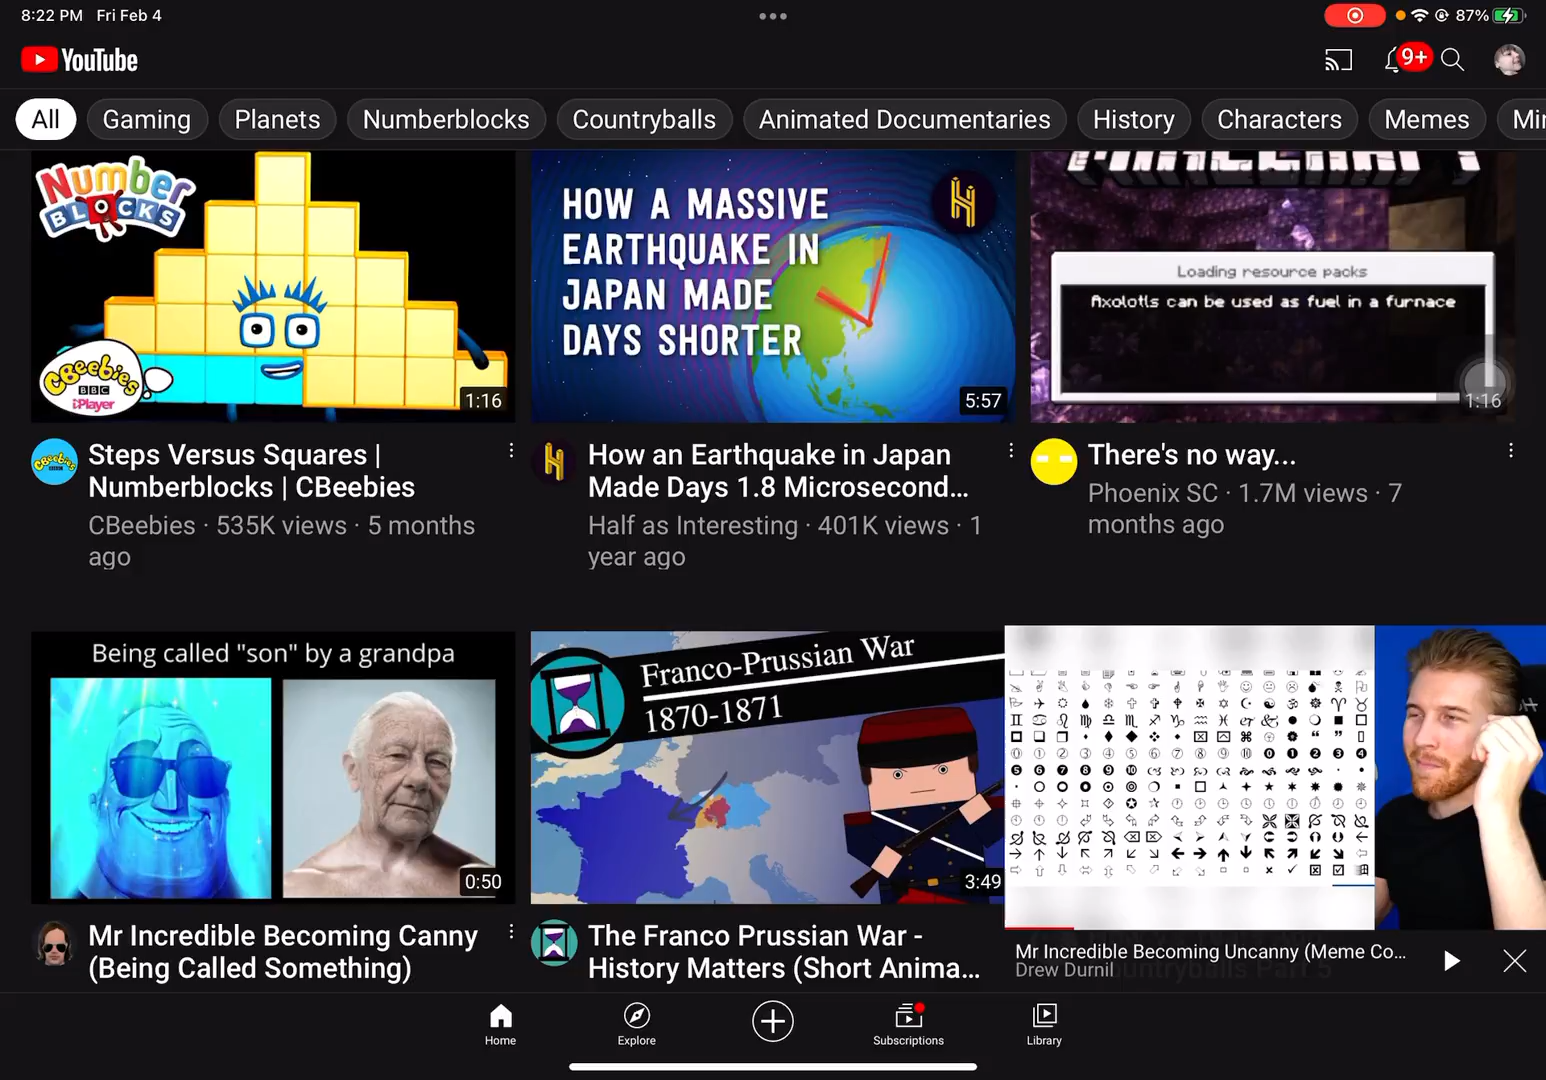 8:22 PM Fri Feb 4
87%
YouTube
9+
All
Gaming
Planets
Numberblocks
Countryballs
Animated Documentaries
History
Characters
Memes
Number
BLOCKS
CBeebies
BBC
iPlayer
1:16
Steps Versus Squares |
Numberblocks | CBeebies
CBeebies · 535K views · 5 months
ago
HOW A MASSIVE
EARTHQUAKE IN
JAPAN MADE
DAYS SHORTER
5:57
How an Earthquake in Japan
Made Days 1.8 Microsecond...
Half as Interesting · 401K views · 1
year ago
MINECRAFT
Loading resource packs
Axolotls can be used as fuel in a furnace
1:16
There's no way...
Phoenix SC · 1.7M views · 7
months ago
Being called "son" by a grandpa
0:50
Mr Incredible Becoming Canny
(Being Called Something)
Franco-Prussian War
1870-1871
3:49
The Franco Prussian War -
History Matters (Short Anima...
Mr Incredible Becoming Uncanny (Meme Co...
Drew Durnil
Home
Explore
Subscriptions
Library